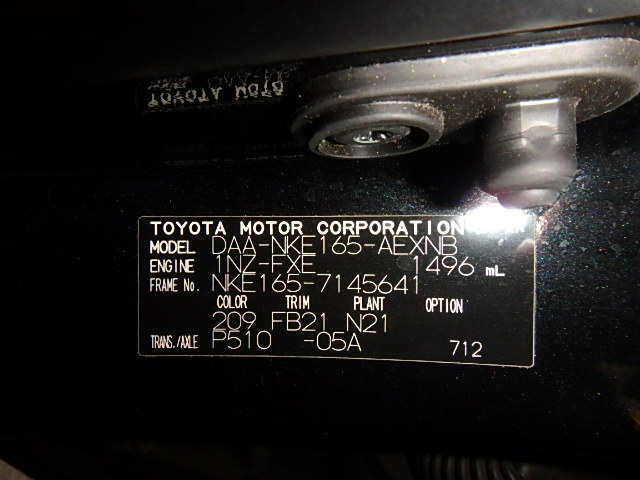 TOYOTA MOTOR CORPORATION
MODEL DAA-NKE165-AEXNB
ENGINE 1NZ-FXE 1496 mL
FRAME No. NKE165-7145641
COLOR TRIM PLANT OPTION
209 FB21 N21
TRANS./AXLE P510 -05A
712